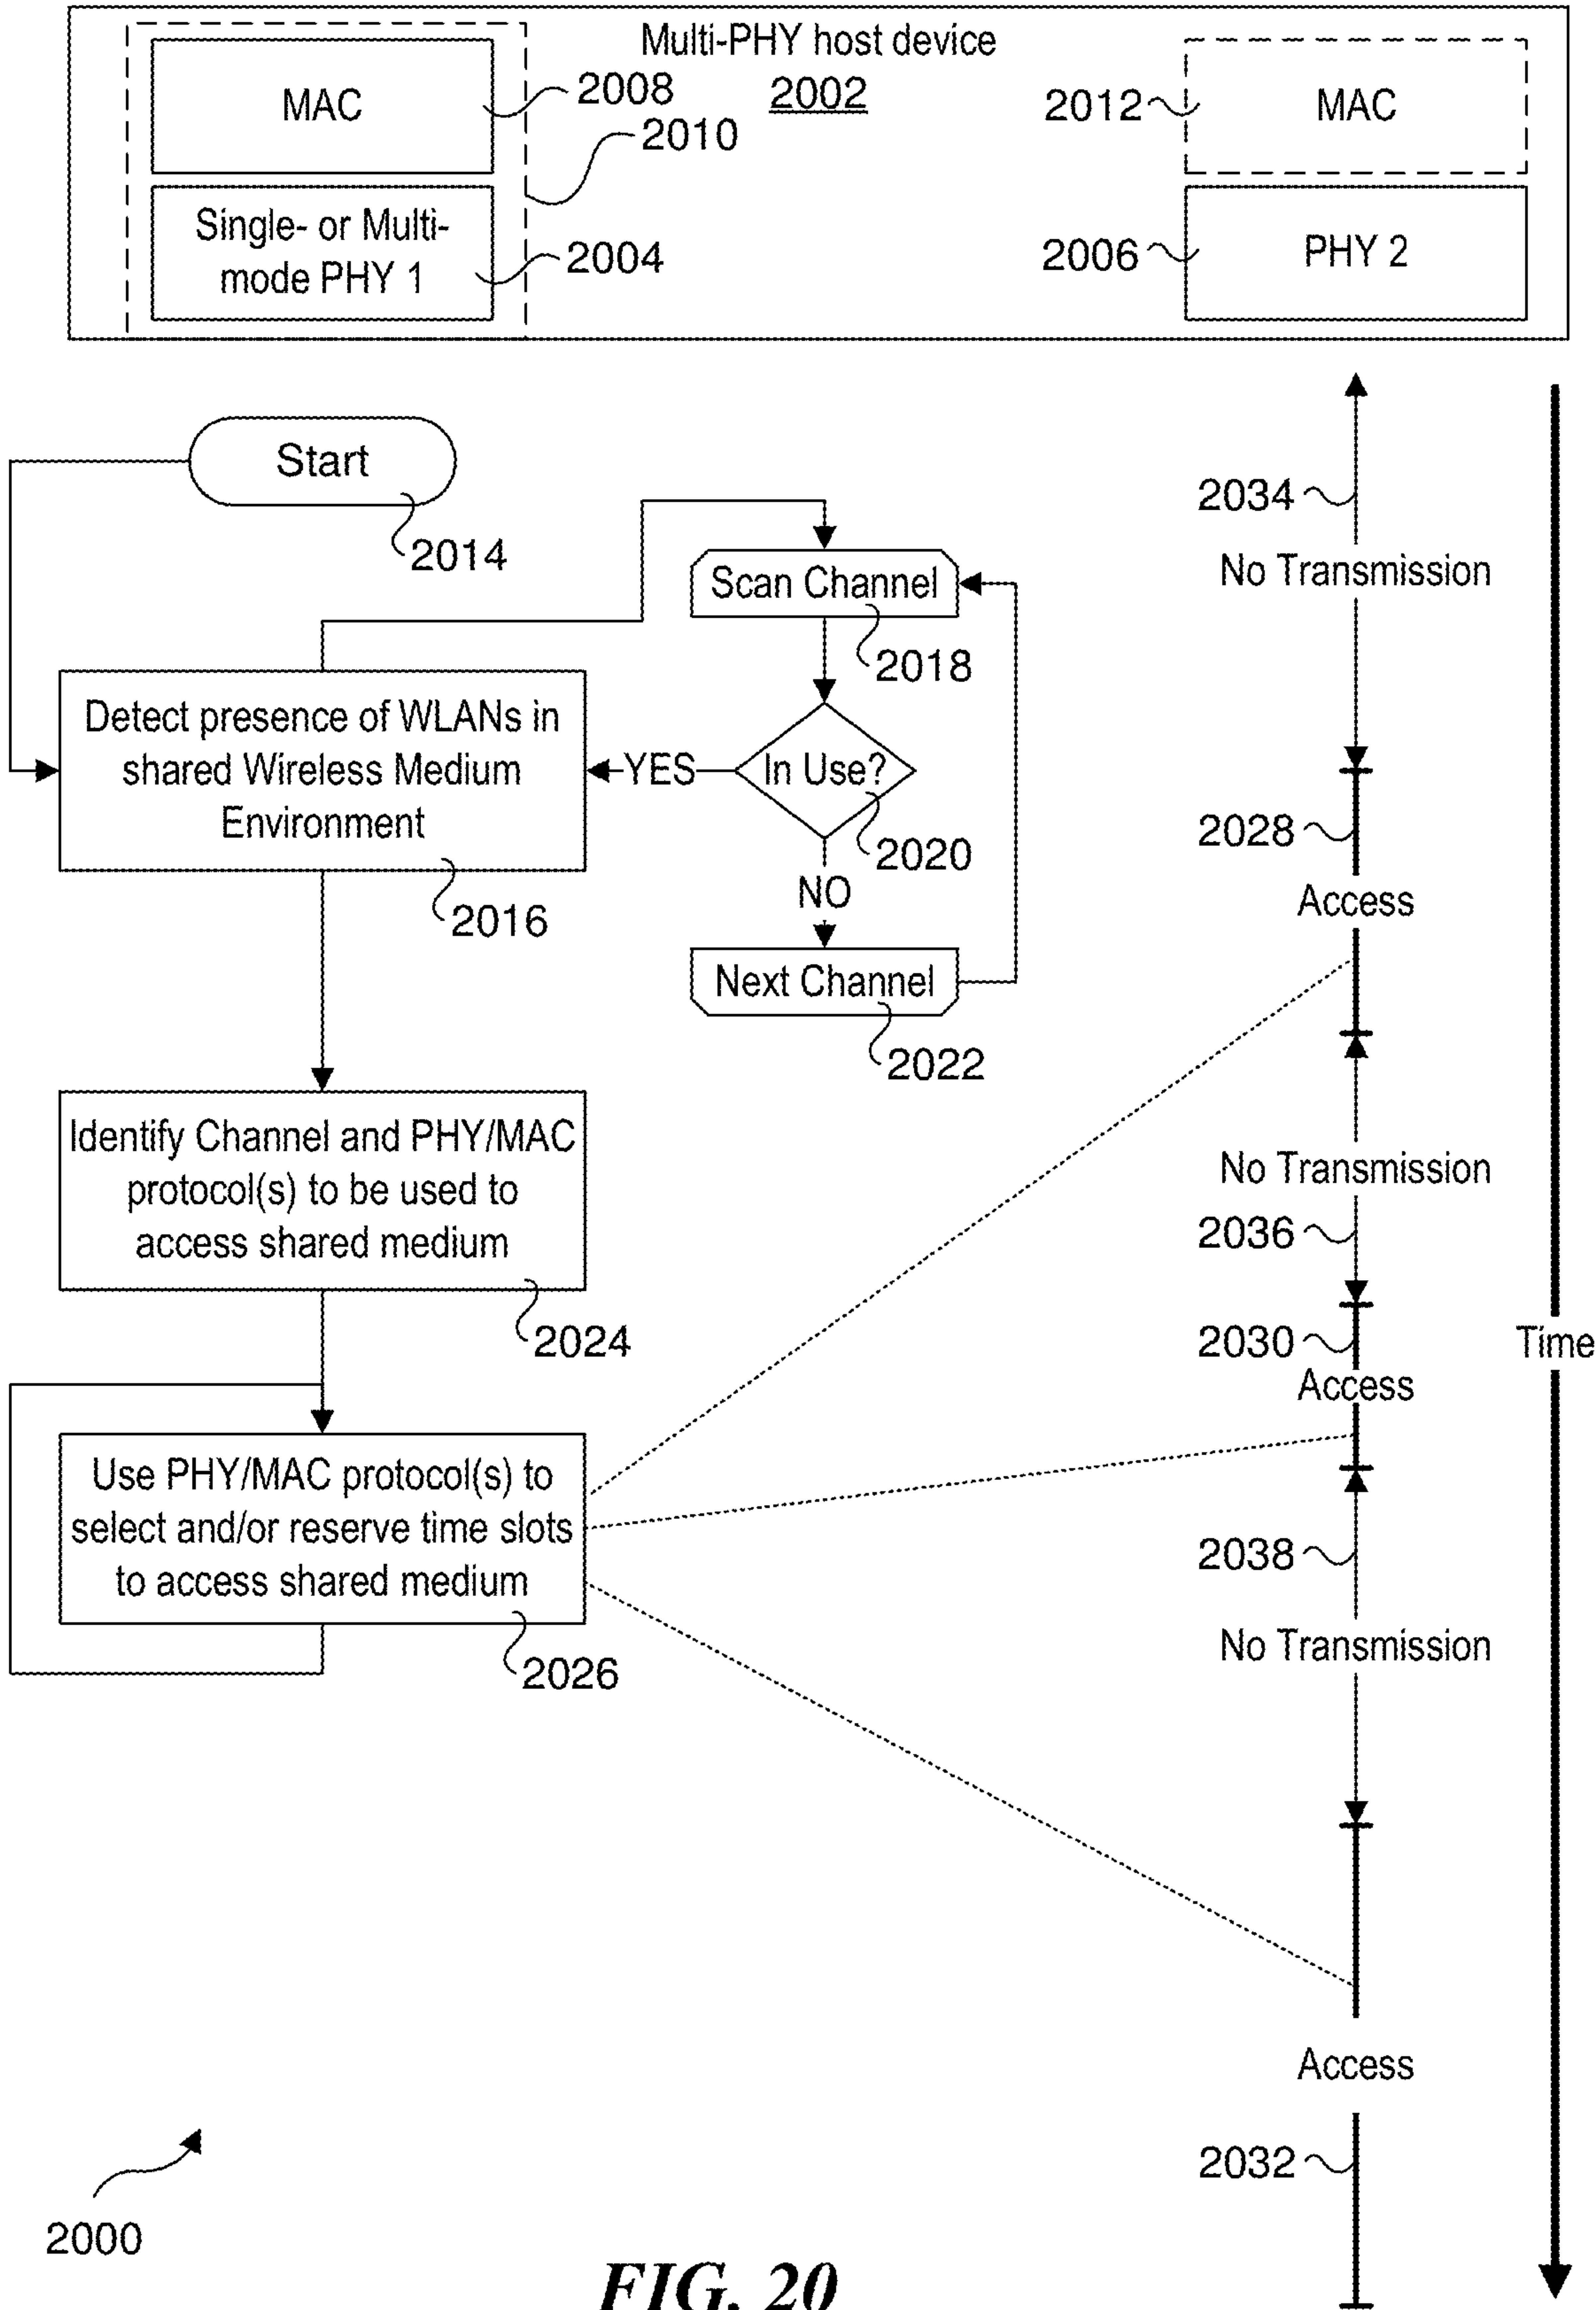 Multi-PHY host device
2002
MAC
2008
2010
Single- or Multi-
mode PHY 1
2004
2012
MAC
2006
PHY 2
Start
2014
Scan Channel
2018
Detect presence of WLANs in
shared Wireless Medium
Environment
2016
YES
In Use?
2020
NO
Next Channel
2022
Identify Channel and PHY/MAC
protocol(s) to be used to
access shared medium
2024
Use PHY/MAC protocol(s) to
select and/or reserve time slots
to access shared medium
2026
2034
No Transmission
2028
Access
No Transmission
2036
2030
Access
2038
No Transmission
Access
2032
Time
2000
FIG. 20